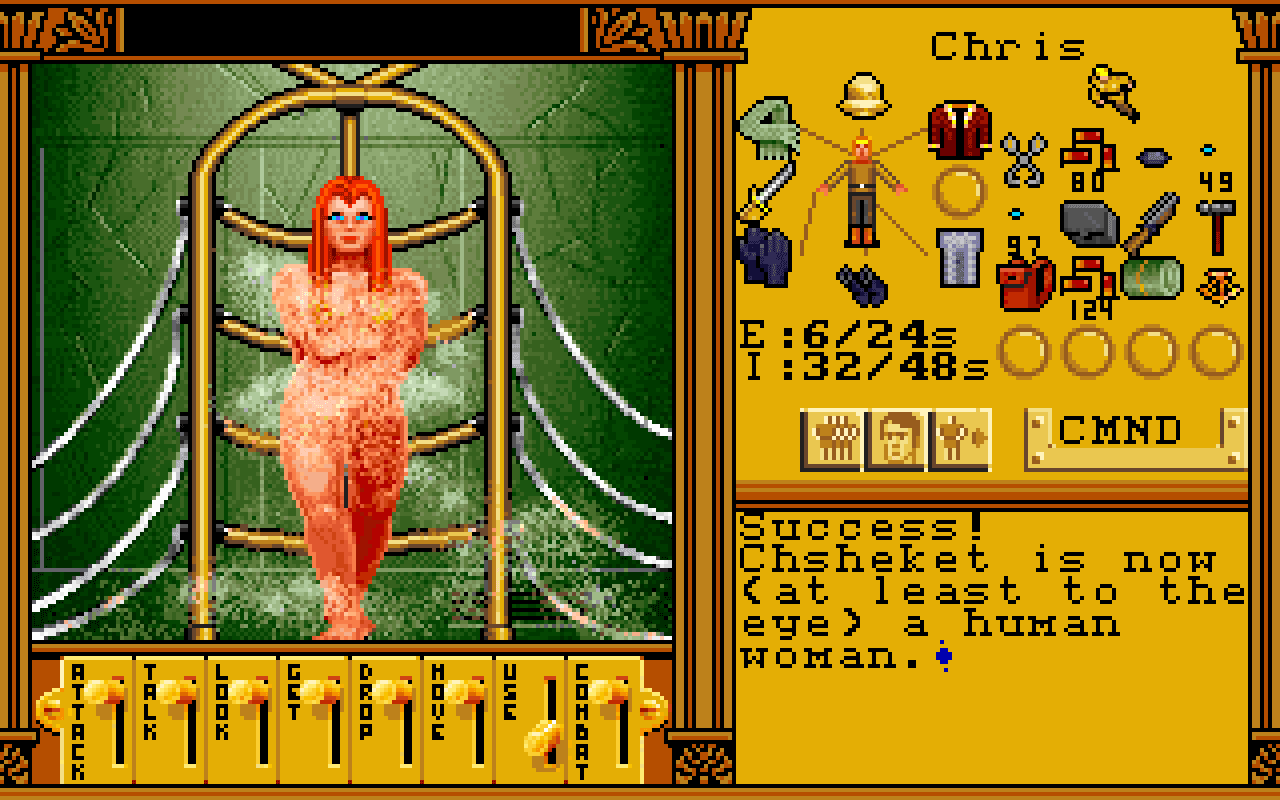 Chris
80
49
97
124
E :6/24s
I :32/48s
CMND
Success!
Chsheket is now
(at least to the
eye) a human
woman.
ATTACK
TALK
LOOK
GET
DROP
MOVE
USE
COMBAT